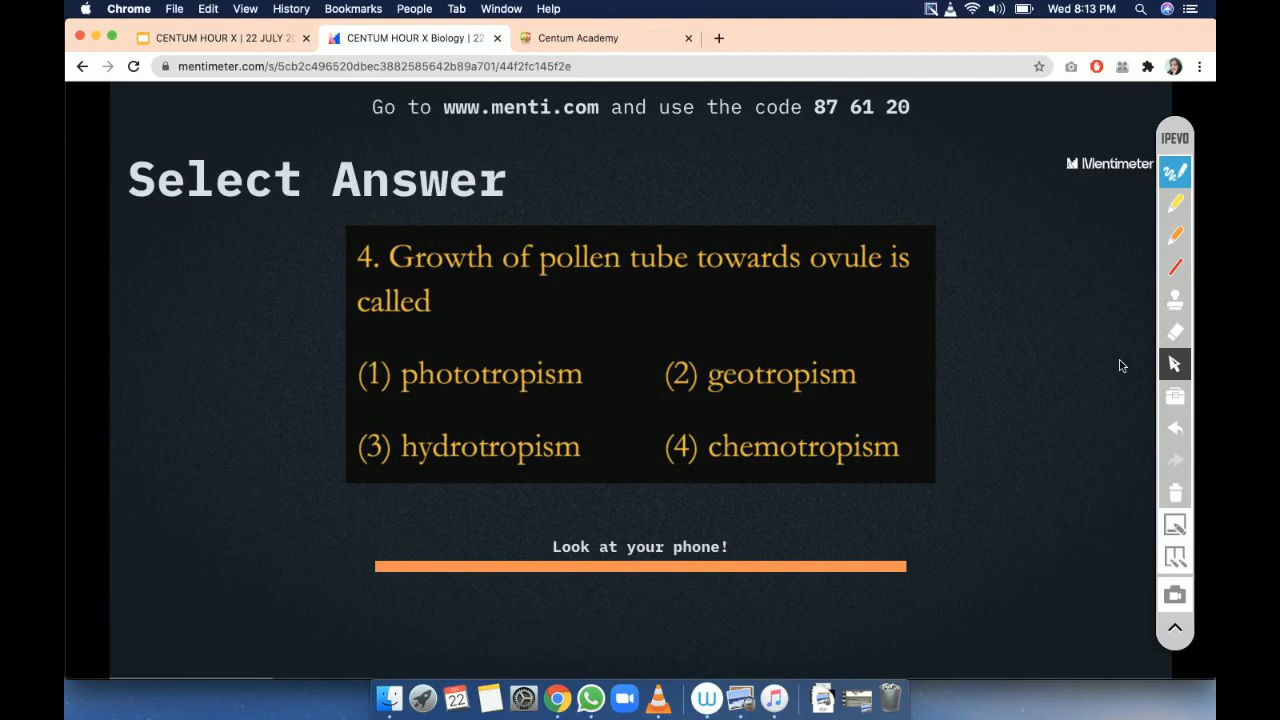 Chrome File Edit View History Bookmarks People Tab Window Help Wed 8:13 PM
CENTUM HOUR X | 22 JULY 20
CENTUM HOUR X Biology | 22
Centum Academy
mentimeter.com/s/5cb2c496520dbec3882585642b89a701/44f2fc145f2e
Go to www.menti.com and use the code 87 61 20
IPEVO
Mentimeter
Select Answer
4. Growth of pollen tube towards ovule is
called
(1) phototropism (2) geotropism
(3) hydrotropism (4) chemotropism
Look at your phone!
22